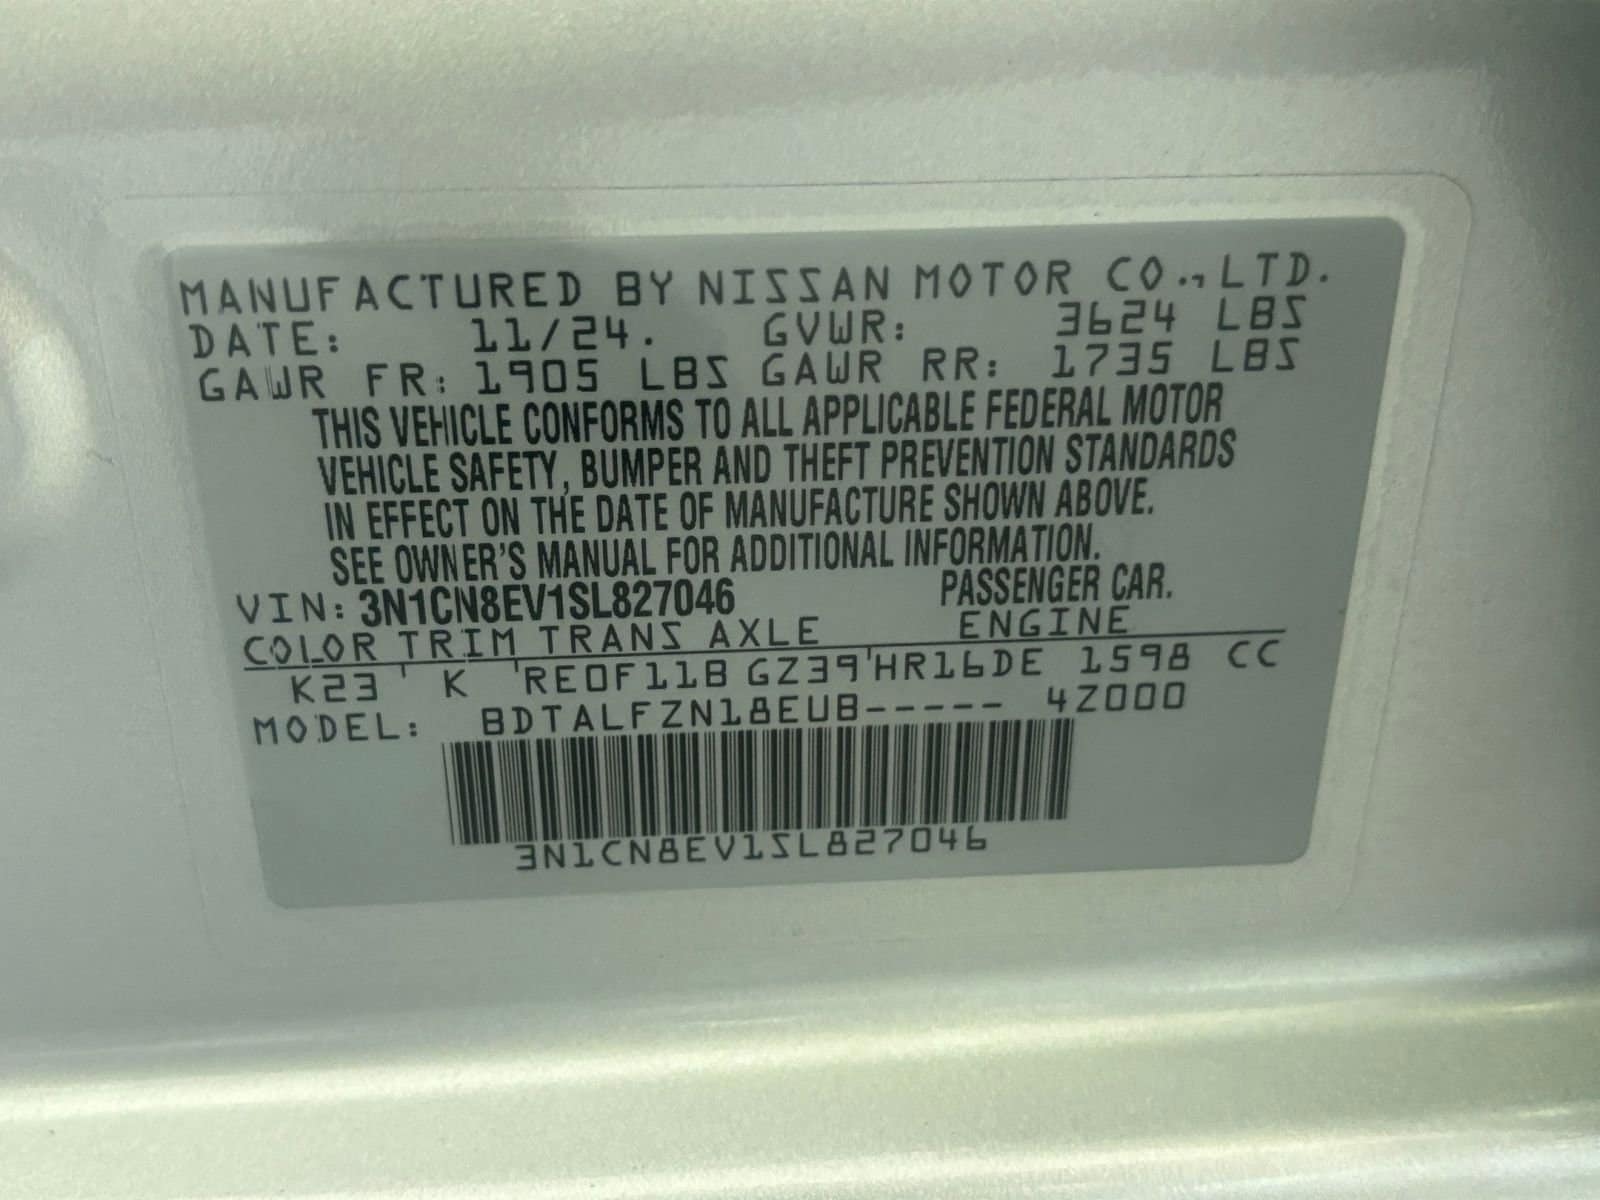 MANUFACTURED BY NISSAN MOTOR CO., LTD.
DATE: 11/24. GVWR: 3624 LBS
GAWR FR: 1905 LBS GAWR RR: 1735 LBS
THIS VEHICLE CONFORMS TO ALL APPLICABLE FEDERAL MOTOR
VEHICLE SAFETY, BUMPER AND THEFT PREVENTION STANDARDS
IN EFFECT ON THE DATE OF MANUFACTURE SHOWN ABOVE.
SEE OWNER'S MANUAL FOR ADDITIONAL INFORMATION.
VIN: 3N1CN8EV1SL827046 PASSENGER CAR.
COLOR TRIM TRANS AXLE ENGINE
K23 ' K 'RE0F11B GZ39'HR16DE 1598 CC
MODEL: BDTALFZN18EUB----- 4Z000
3N1CN8EV1SL827046